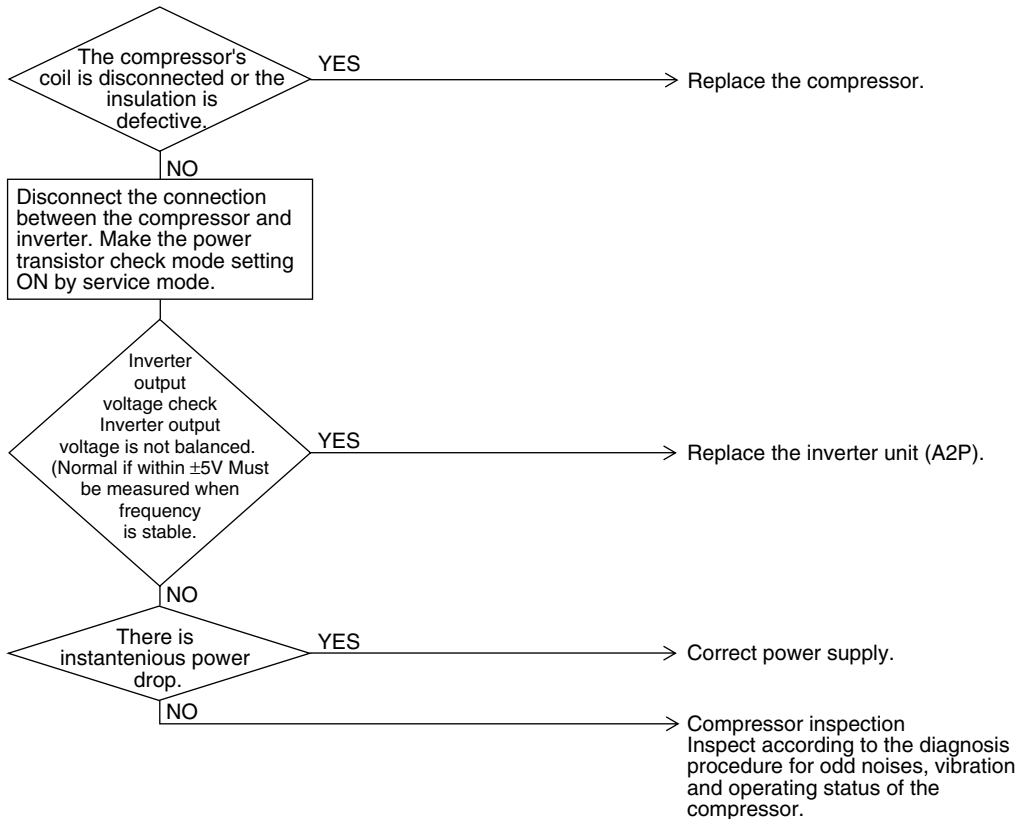 The compressor's
coil is disconnected or the
insulation is
defective.
YES
Replace the compressor.
NO
Disconnect the connection
between the compressor and
inverter. Make the power
transistor check mode setting
ON by service mode.
Inverter
output
voltage check
Inverter output
voltage is not balanced.
(Normal if within ±5V Must
be measured when
frequency
is stable.
YES
Replace the inverter unit (A2P).
NO
There is
instantenious power
drop.
YES
Correct power supply.
NO
Compressor inspection
Inspect according to the diagnosis
procedure for odd noises, vibration
and operating status of the
compressor.